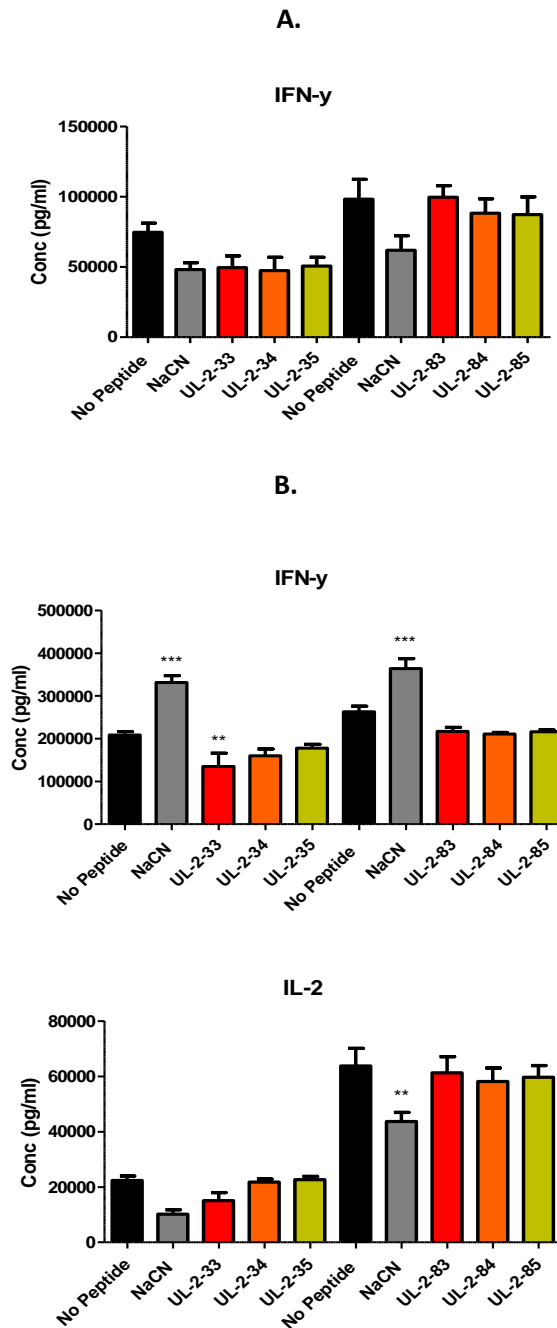 A.
IFN-y
150000
100000
50000
0
Conc (pg/ml)
No Peptide
NaCN
UL-2-33
UL-2-34
UL-2-35
No Peptide
NaCN
UL-2-83
UL-2-84
UL-2-85
B.
IFN-y
500000
400000
300000
200000
100000
0
Conc (pg/ml)
***
**
***
No Peptide
NaCN
UL-2-33
UL-2-34
UL-2-35
No Peptide
NaCN
UL-2-83
UL-2-84
UL-2-85
IL-2
80000
60000
40000
20000
0
Conc (pg/ml)
**
No Peptide
NaCN
UL-2-33
UL-2-34
UL-2-35
No Peptide
NaCN
UL-2-83
UL-2-84
UL-2-85